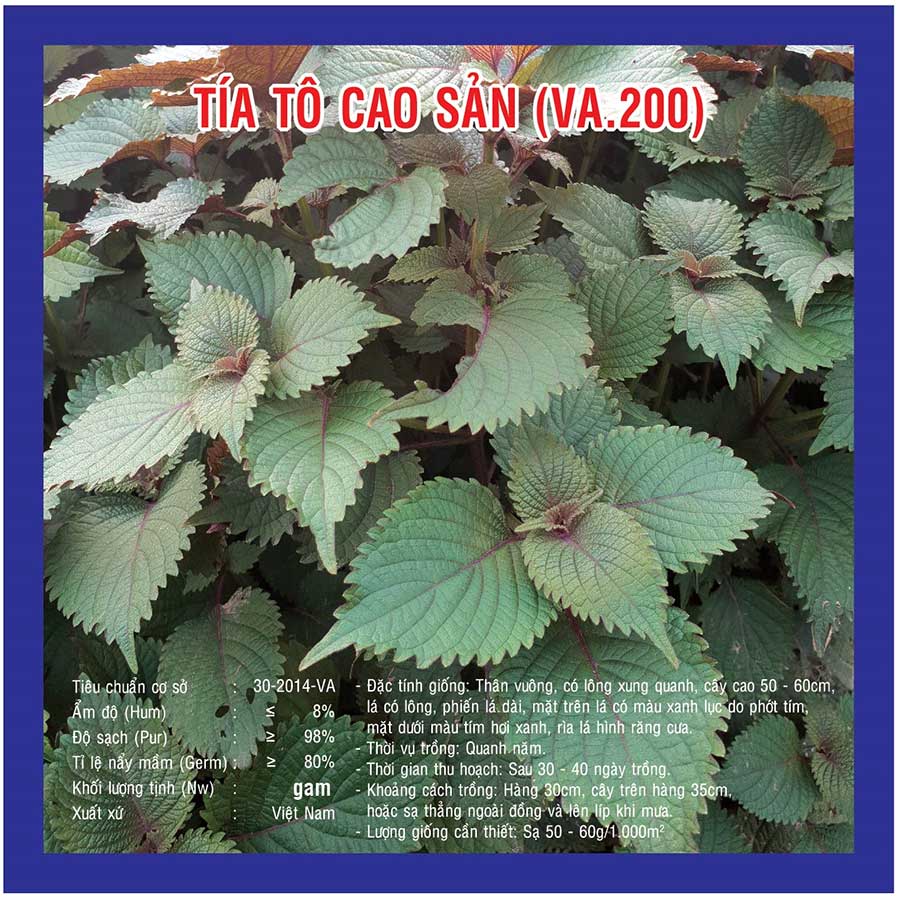 TÍA TÔ CAO SẢN (VA.200)
Tiêu chuẩn cơ sở : 30-2014-VA
Ẩm độ (Hum) : ≤ 8%
Độ sạch (Pur) : ≥ 98%
Tỉ lệ nẩy mầm (Germ) : ≥ 80%
Khối lượng tịnh (Nw) : gam
Xuất xứ : Việt Nam
- Đặc tính giống: Thân vuông, có lông xung quanh, cây cao 50 - 60cm,
lá có lông, phiến lá dài, mặt trên lá có màu xanh lục do phớt tím,
mặt dưới màu tím hơi xanh, rìa lá hình răng cưa.
- Thời vụ trồng: Quanh năm.
- Thời gian thu hoạch: Sau 30 - 40 ngày trồng.
- Khoảng cách trồng: Hàng 30cm, cây trên hàng 35cm,
hoặc sạ thẳng ngoài đồng và lên líp khi mưa.
- Lượng giống cần thiết: Sạ 50 - 60g/1.000m²